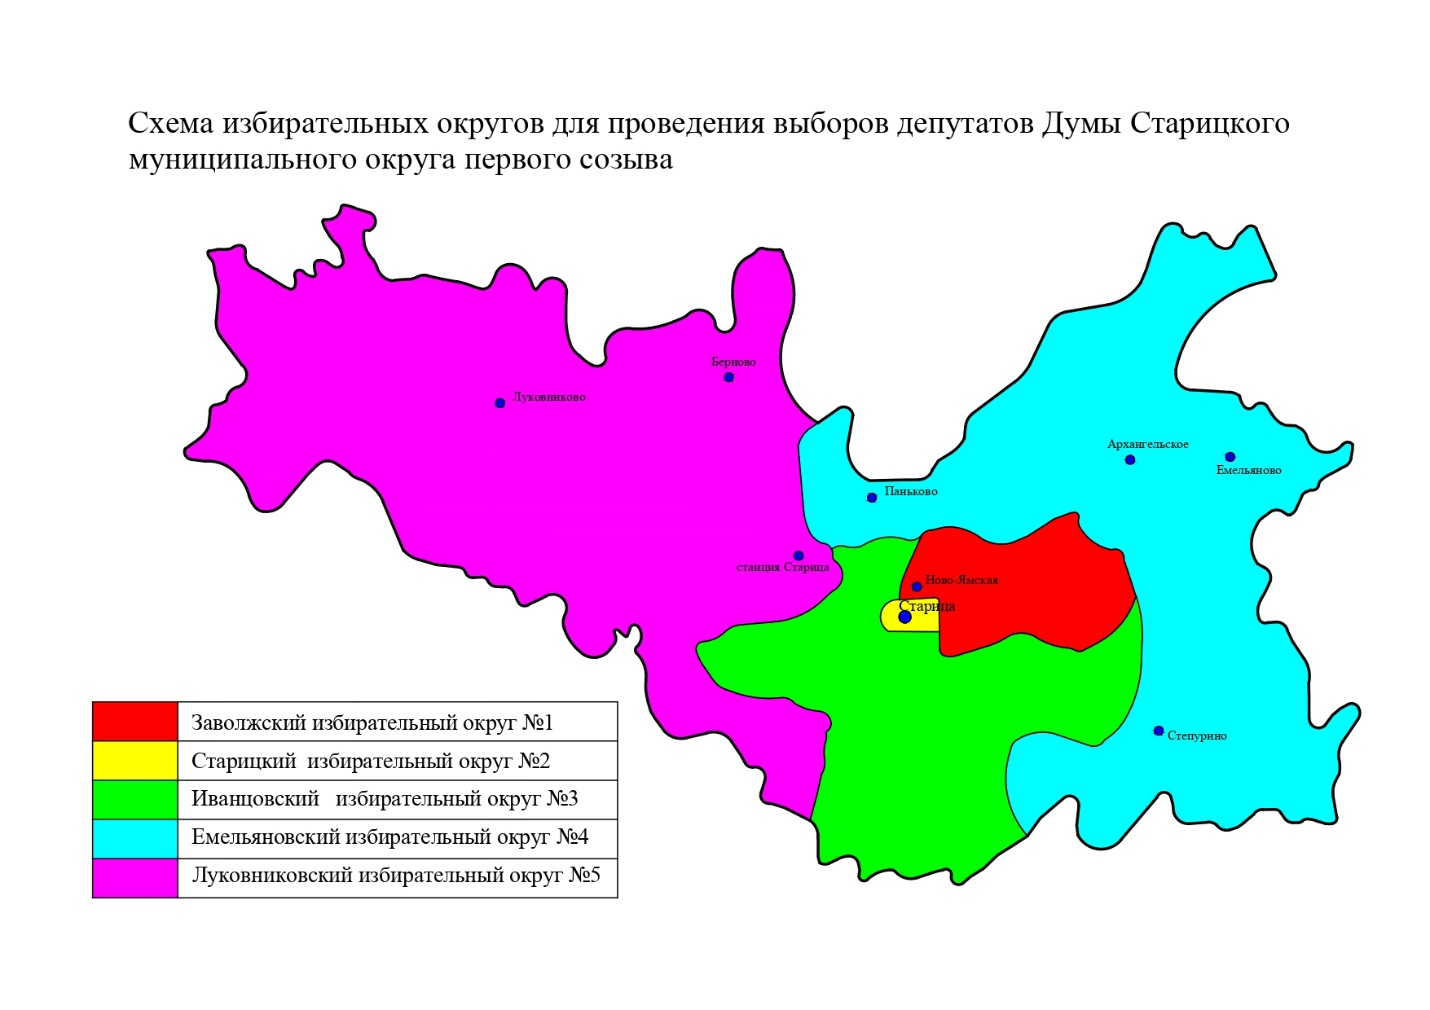 Схема избирательных округов для проведения выборов депутатов Думы Старицкого
муниципального округа первого созыва
Берново
Луковниково
Архангельское
Емельяново
Паньково
станция Старица
Ново-Ямская
Старица
Степурино
Заволжский избирательный округ №1
Старицкий избирательный округ №2
Иванцовский избирательный округ №3
Емельяновский избирательный округ №4
Луковниковский избирательный округ №5